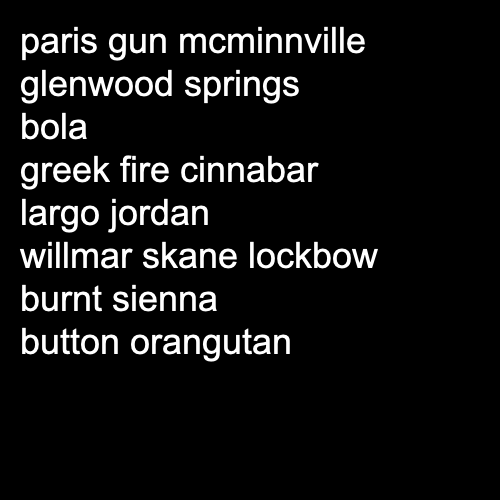 paris gun mcminnville
glenwood springs
bola
greek fire cinnabar
largo jordan
willmar skane lockbow
burnt sienna
button orangutan